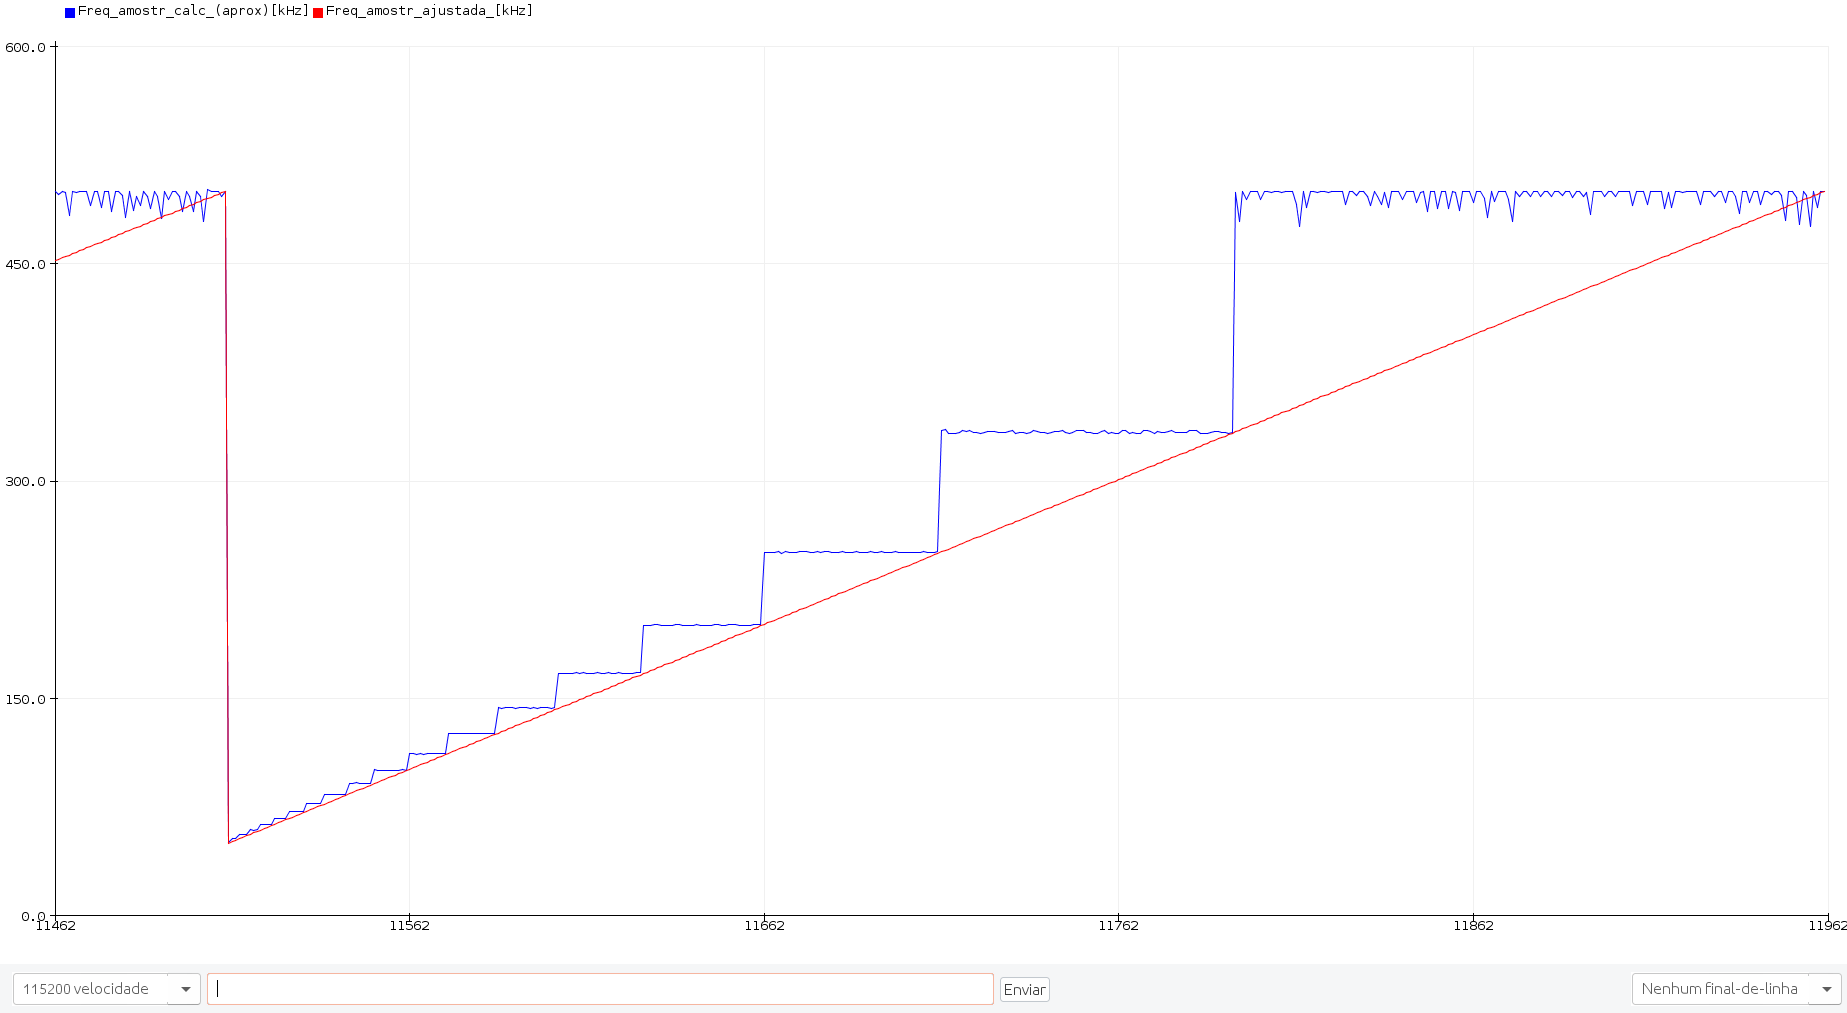 Freq_amostr_calc_(aprox)[kHz] Freq_amostr_ajustada_[kHz]
600.0
450.0
300.0
150.0
0.0
11462 11562 11662 11762 11862 11962
115200 velocidade Enviar Nenhum final-de-linha